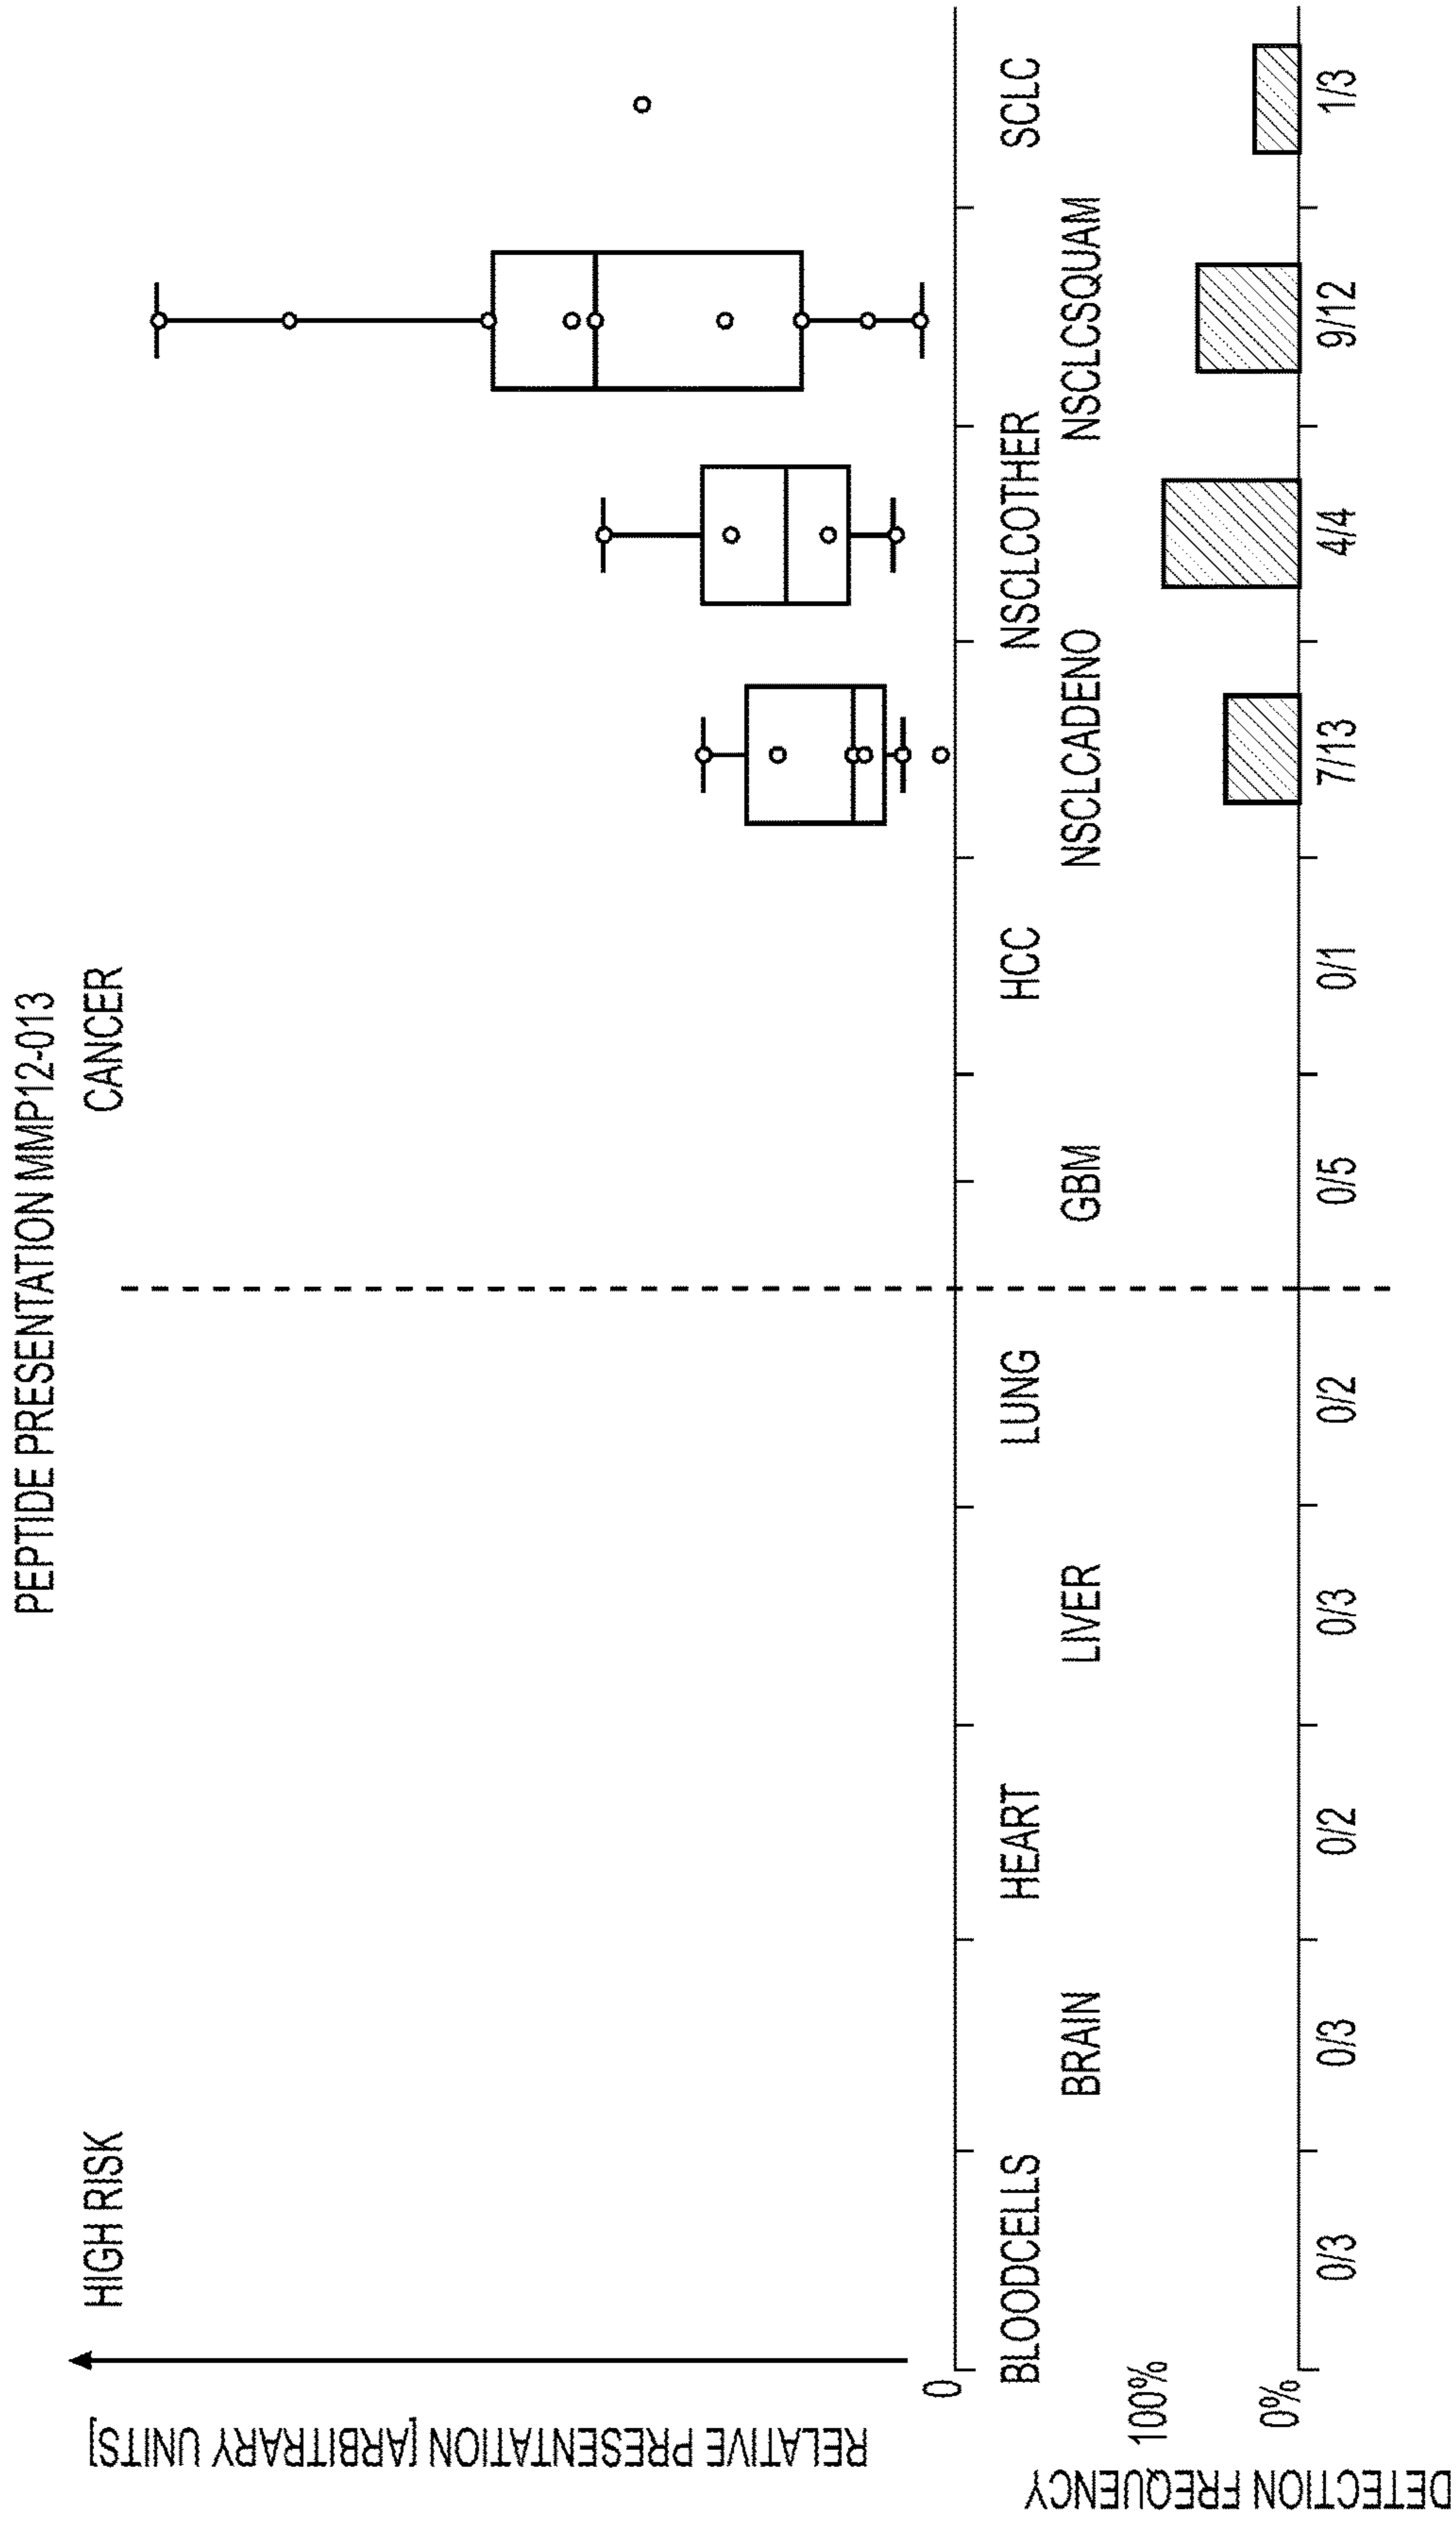 PEPTIDE PRESENTATION MMP12-013
HIGH RISK
CANCER
RELATIVE PRESENTATION [ARBITRARY UNITS]
0
BLOODCELLS
BRAIN
HEART
LIVER
LUNG
GBM
HCC
NSCLCADENO
NSCLCOTHER
NSCLCSQUAM
SCLC
DETECTION FREQUENCY
100%
0%
0/3
0/3
0/2
0/3
0/2
0/5
0/1
7/13
4/4
9/12
1/3